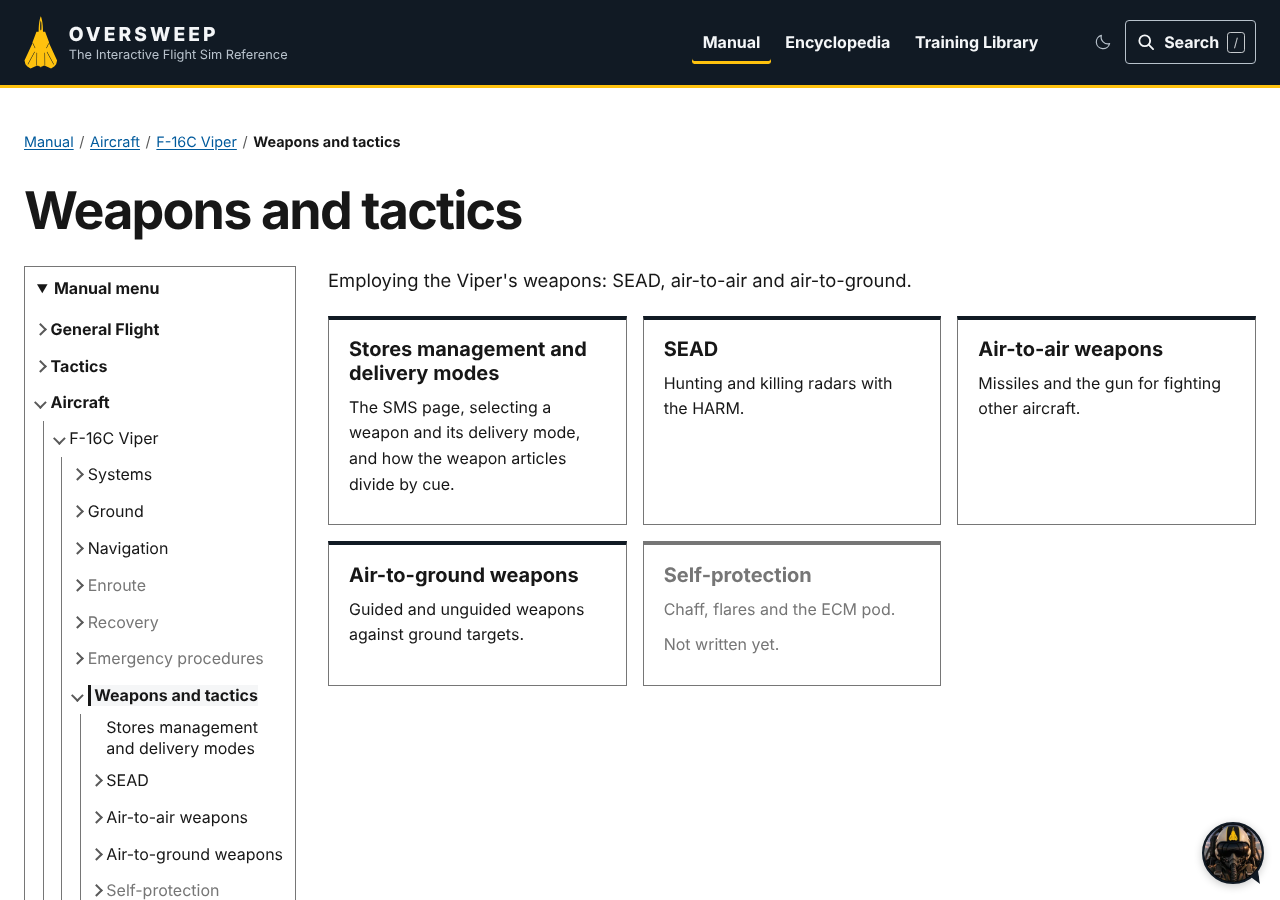 OVERSWEEP
The Interactive Flight Sim Reference
Manual
Encyclopedia
Training Library
Search /
Manual / Aircraft / F-16C Viper / Weapons and tactics
Weapons and tactics
Manual menu
General Flight
Tactics
Aircraft
F-16C Viper
Systems
Ground
Navigation
Enroute
Recovery
Emergency procedures
Weapons and tactics
Stores management
and delivery modes
SEAD
Air-to-air weapons
Air-to-ground weapons
Self-protection
Employing the Viper's weapons: SEAD, air-to-air and air-to-ground.
Stores management and
delivery modes
The SMS page, selecting a
weapon and its delivery mode,
and how the weapon articles
divide by cue.
SEAD
Hunting and killing radars with
the HARM.
Air-to-air weapons
Missiles and the gun for fighting
other aircraft.
Air-to-ground weapons
Guided and unguided weapons
against ground targets.
Self-protection
Chaff, flares and the ECM pod.
Not written yet.